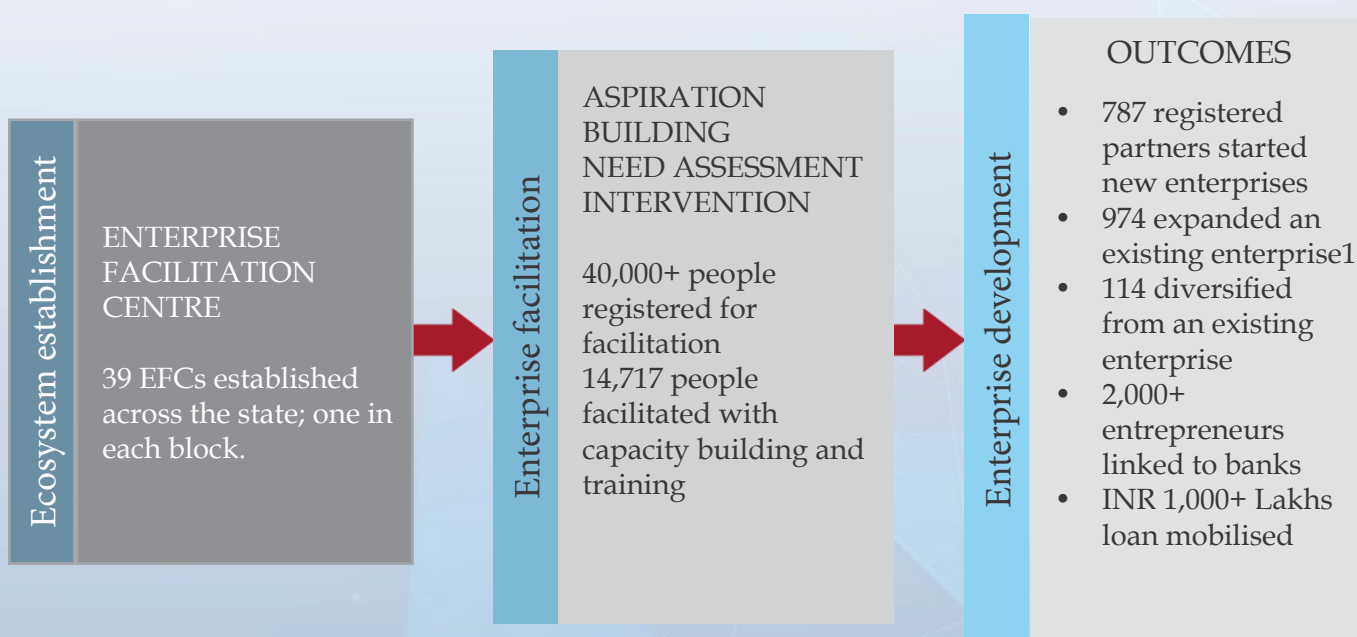 Ecosystem establishment
ENTERPRISE
FACILITATION
CENTRE
39 EFCs established
across the state; one in
each block.
Enterprise facilitation
ASPIRATION
BUILDING
NEED ASSESSMENT
INTERVENTION
40,000+ people
registered for
facilitation
14,717 people
facilitated with
capacity building and
training
Enterprise development
OUTCOMES
• 787 registered
partners started
new enterprises
• 974 expanded an
existing enterprise1
• 114 diversified
from an existing
enterprise
• 2,000+
entrepreneurs
linked to banks
• INR 1,000+ Lakhs
loan mobilised